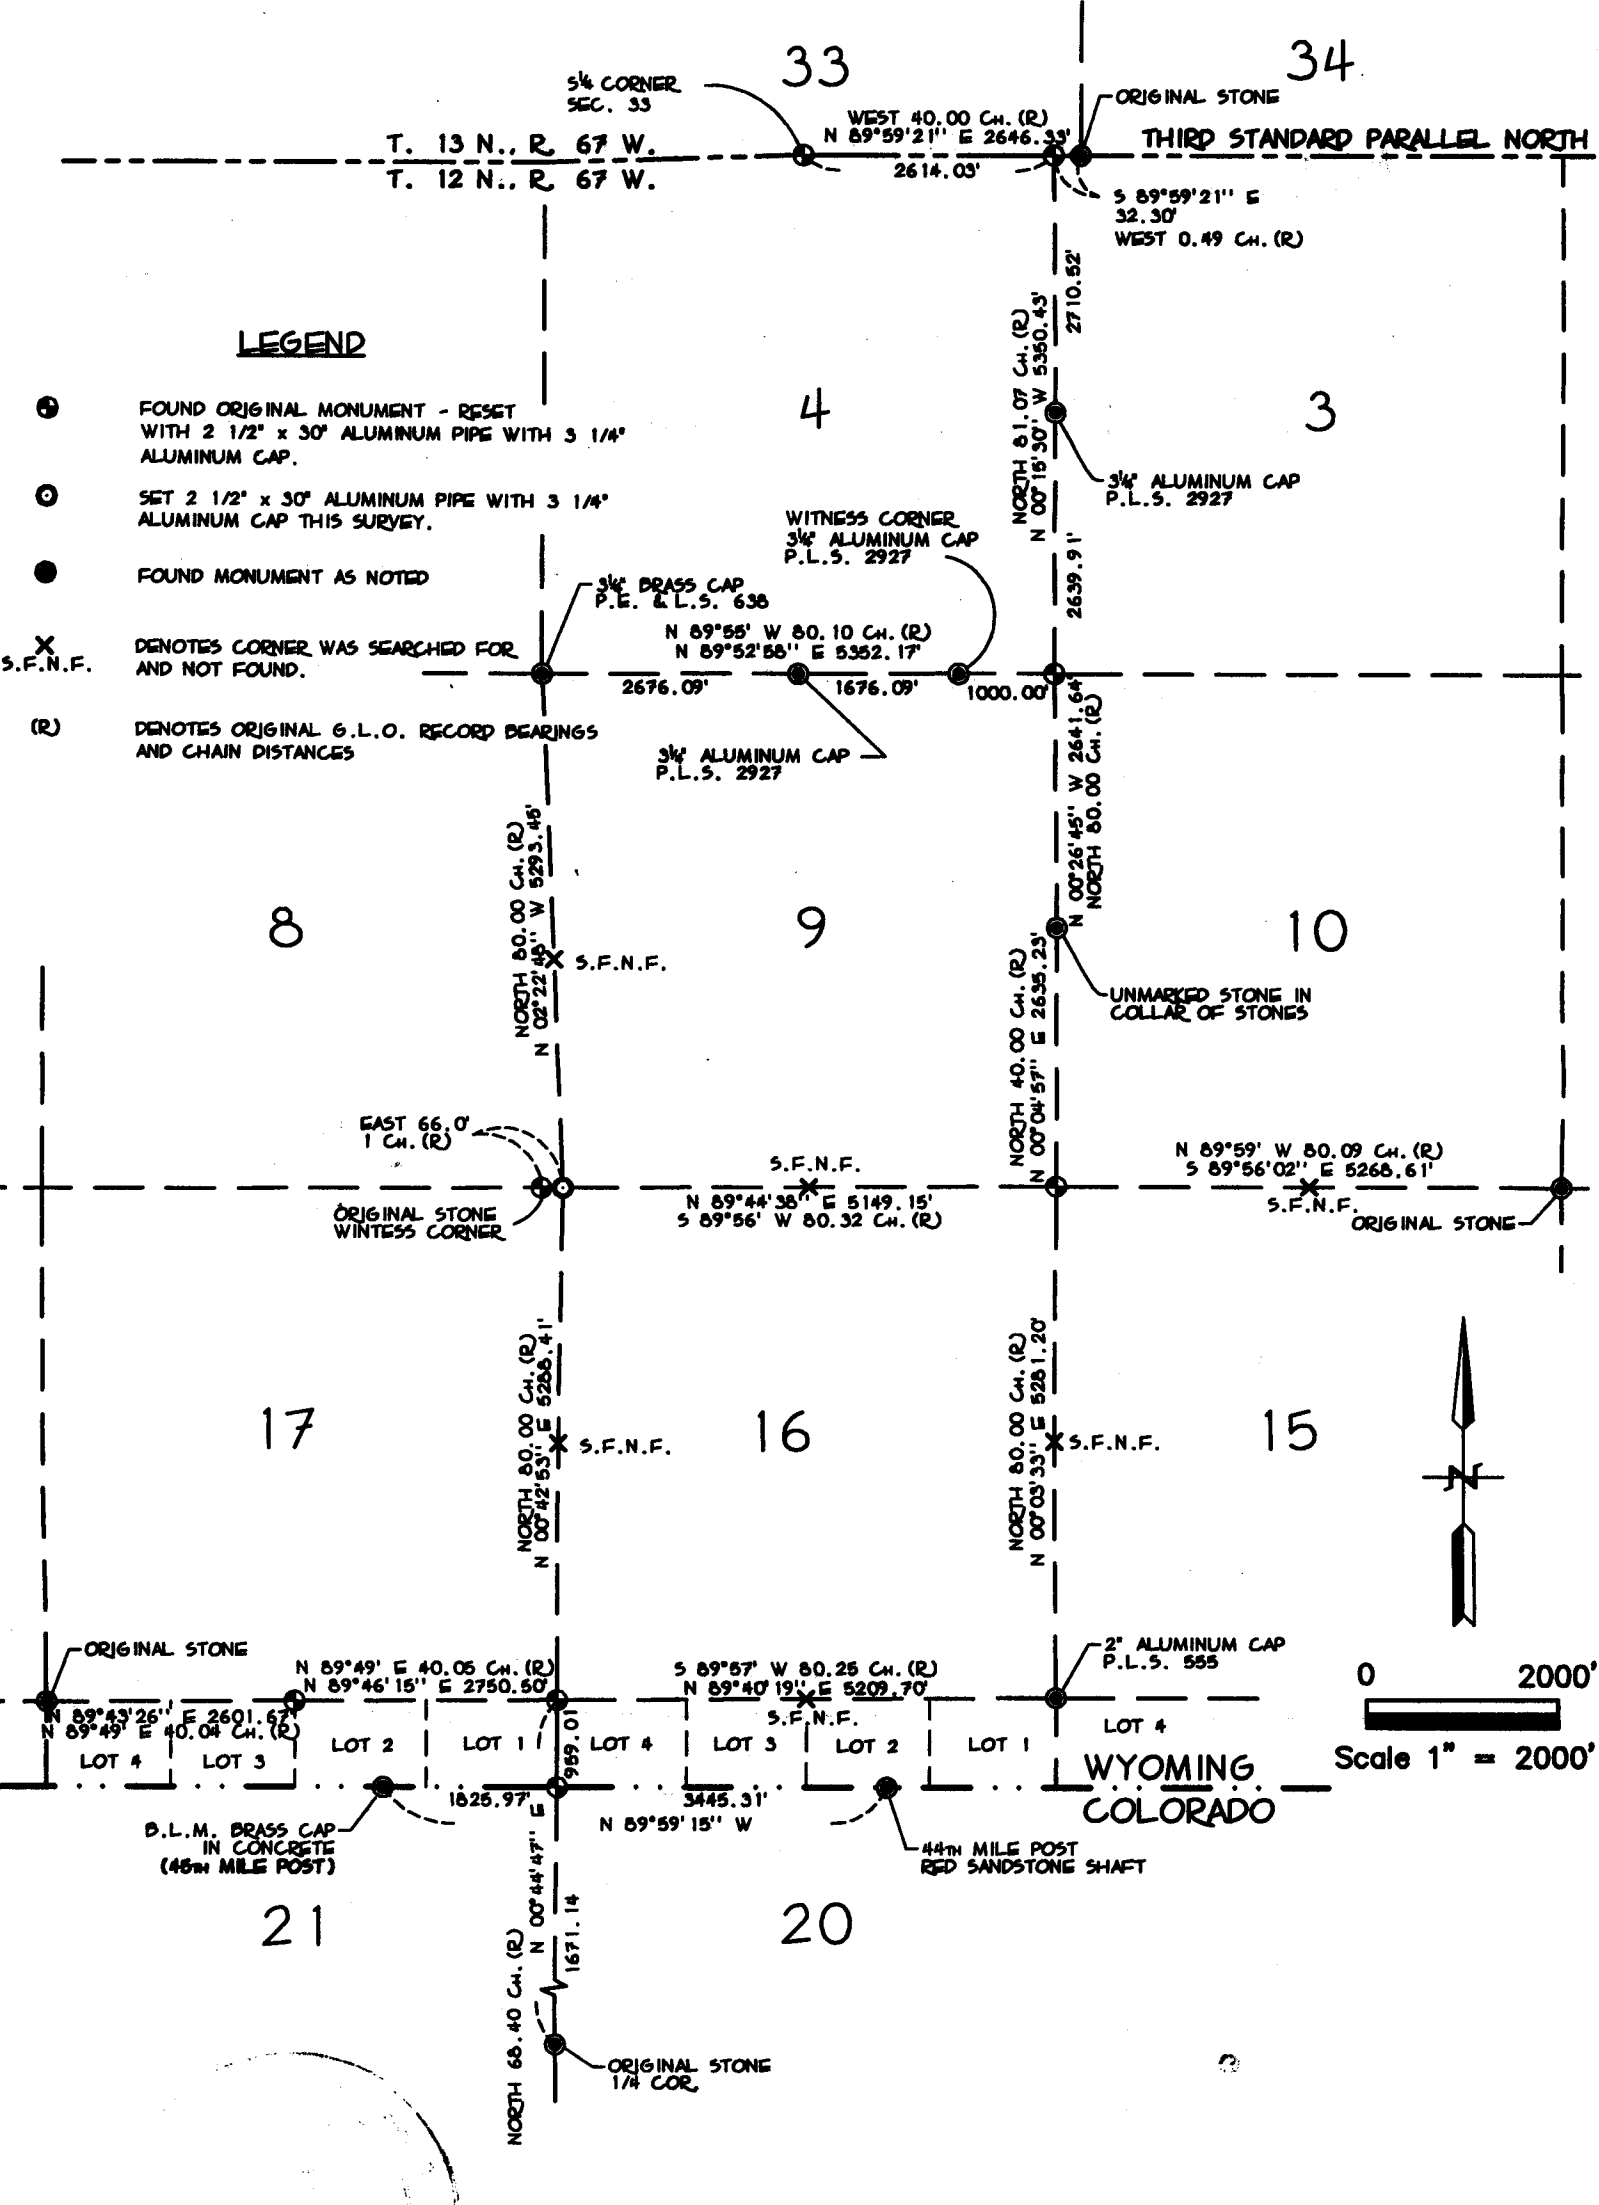 33
34
S¼ CORNER
SEC. 33
ORIGINAL STONE
WEST 40.00 CH. (R)
N 89°59'21" E 2646.33'
T. 13 N., R. 67 W.
THIRD STANDARD PARALLEL NORTH
2614.03'
T. 12 N., R. 67 W.
S 89°59'21" E
32.30'
WEST 0.49 CH. (R)
2710.52'
NORTH 81.07 CH. (R)
N 00°15'30" W 5350.43'
LEGEND
4
3
FOUND ORIGINAL MONUMENT - RESET
WITH 2 1/2" x 30" ALUMINUM PIPE WITH 3 1/4"
ALUMINUM CAP.
3¼" ALUMINUM CAP
P.L.S. 2927
SET 2 1/2" x 30" ALUMINUM PIPE WITH 3 1/4"
ALUMINUM CAP THIS SURVEY.
WITNESS CORNER
3¼" ALUMINUM CAP
P.L.S. 2927
2639.91'
FOUND MONUMENT AS NOTED
3¼" BRASS CAP
P.E. & L.S. 638
N 89°55' W 80.10 CH. (R)
N 89°52'58" E 5352.17'
S.F.N.F.
DENOTES CORNER WAS SEARCHED FOR
AND NOT FOUND.
2676.09'
1676.09'
1000.00'
(R)
DENOTES ORIGINAL G.L.O. RECORD BEARINGS
AND CHAIN DISTANCES
3¼" ALUMINUM CAP
P.L.S. 2927
N 00°26'45" W 2641.64'
NORTH 80.00 CH. (R)
NORTH 80.00 CH. (R)
N 02°22'48" W 5293.45'
8
9
10
S.F.N.F.
UNMARKED STONE IN
COLLAR OF STONES
NORTH 40.00 CH. (R)
N 00°04'57" E 2635.23'
EAST 66.0'
1 CH. (R)
S.F.N.F.
N 89°59' W 80.09 CH. (R)
S 89°56'02" E 5268.61'
N 89°44'38" E 5149.15'
S 89°56' W 80.32 CH. (R)
S.F.N.F.
ORIGINAL STONE
ORIGINAL STONE
WINTESS CORNER
NORTH 80.00 CH. (R)
N 00°42'53" E 5288.41'
NORTH 80.00 CH. (R)
N 00°03'33" E 5281.20'
17
16
15
S.F.N.F.
S.F.N.F.
N
ORIGINAL STONE
2" ALUMINUM CAP
P.L.S. 555
N 89°49' E 40.05 CH. (R)
N 89°46'15" E 2750.50'
S 89°57' W 80.25 CH. (R)
N 89°40'19" E 5209.70'
0 2000'
N 89°43'26" E 2601.67'
N 89°49' E 40.04 CH. (R)
S.F.N.F.
LOT 4
LOT 4
LOT 3
LOT 2
LOT 1
959.01
LOT 4
LOT 3
LOT 2
LOT 1
Scale 1" = 2000'
WYOMING
COLORADO
1825.97'
3445.31'
N 89°59'15" W
B.L.M. BRASS CAP
IN CONCRETE
(45TH MILE POST)
44TH MILE POST
RED SANDSTONE SHAFT
N 00°44'47" E
1671.14
21
20
NORTH 68.40 CH. (R)
ORIGINAL STONE
1/4 COR.